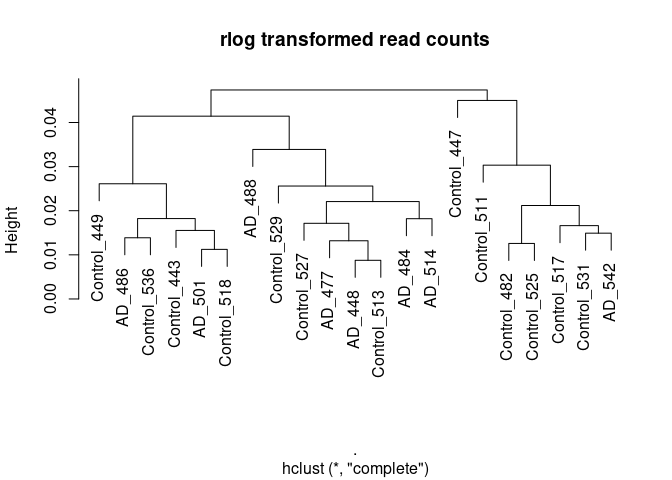 rlog transformed read counts
Height
0.00 0.01 0.02 0.03 0.04
Control_449
AD_486
Control_536
Control_443
AD_501
Control_518
AD_488
Control_529
Control_527
AD_477
AD_448
Control_513
AD_484
AD_514
Control_447
Control_511
Control_482
Control_525
Control_517
Control_531
AD_542
.
hclust (*, "complete")